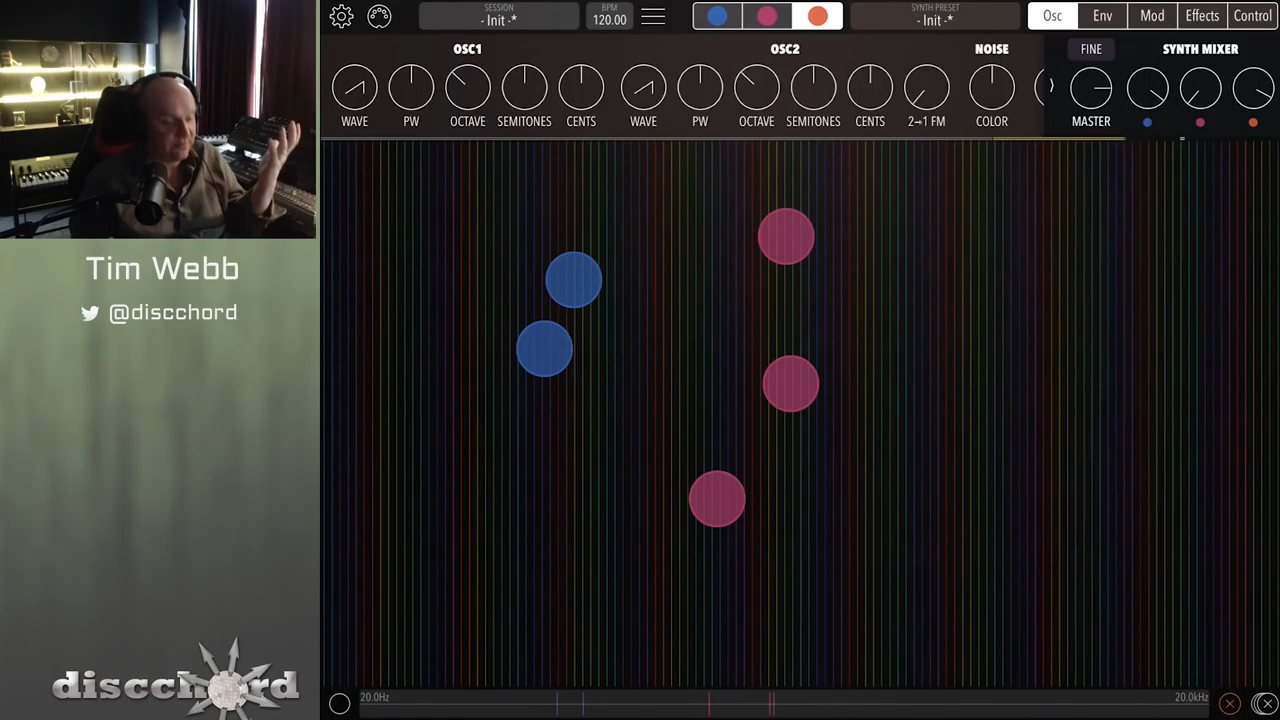 SESSION
- Init -*
BPM
120.00
SYNTH PRESET
- Init -*
Osc
Env
Mod
Effects
Control
OSC1
OSC2
NOISE
FINE
SYNTH MIXER
WAVE
PW
OCTAVE
SEMITONES
CENTS
WAVE
PW
OCTAVE
SEMITONES
CENTS
2→1 FM
COLOR
MASTER
Tim Webb
@discchord
discchord
20.0Hz
20.0kHz